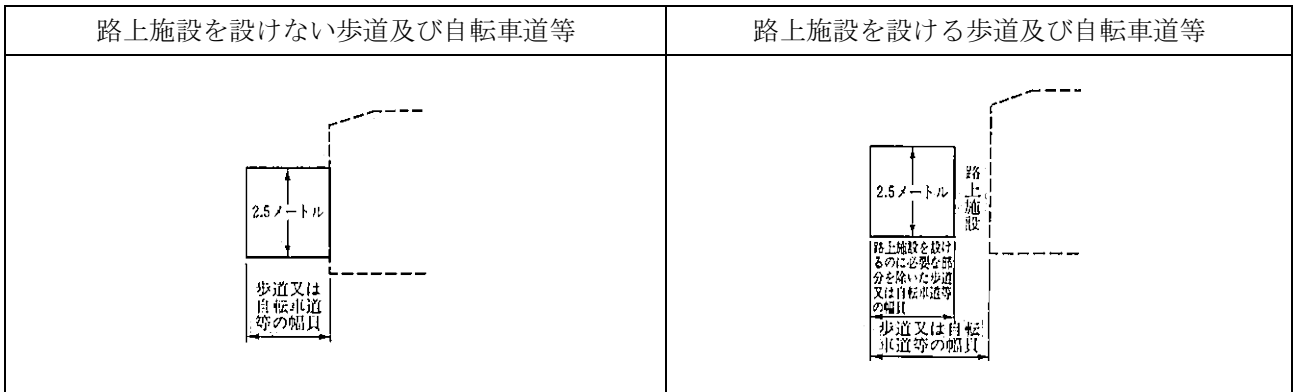 路上施設を設けない歩道及び自転車道等
路上施設を設ける歩道及び自転車道等
2.5メートル
歩道又は
自転車道
等の幅員
2.5メートル
路上施設
路上施設を設け
るのに必要な部
分を除いた歩道
又は自転車道等
の幅員
歩道又は自転
車道等の幅員